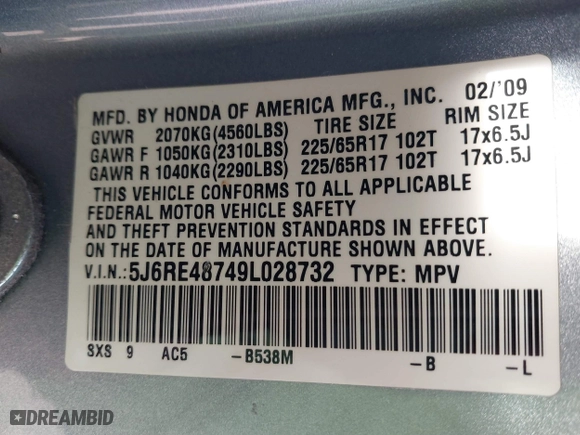 MFD. BY HONDA OF AMERICA MFG., INC. 02/'09
GVWR 2070KG(4560LBS) TIRE SIZE RIM SIZE
GAWR F 1050KG(2310LBS) 225/65R17 102T 17x6.5J
GAWR R 1040KG(2290LBS) 225/65R17 102T 17x6.5J
THIS VEHICLE CONFORMS TO ALL APPLICABLE
FEDERAL MOTOR VEHICLE SAFETY
AND THEFT PREVENTION STANDARDS IN EFFECT
ON THE DATE OF MANUFACTURE SHOWN ABOVE.
V.I.N.:5J6RE48749L028732 TYPE: MPV
SXS 9 AC5 -B538M -B -L
DREAMBID